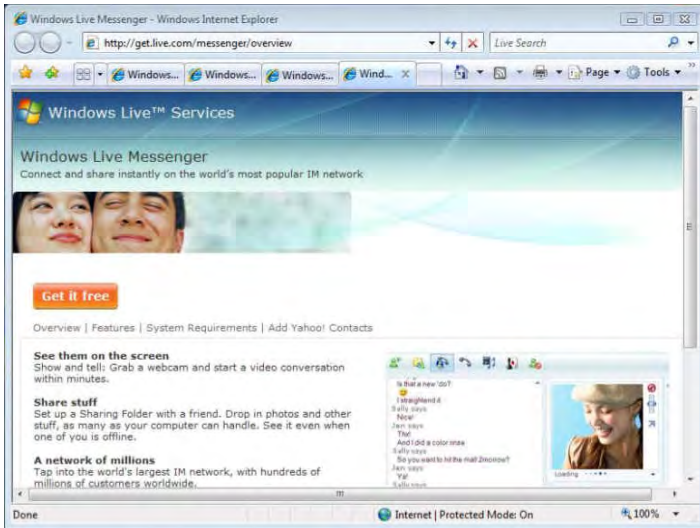 Windows Live Messenger - Windows Internet Explorer
http://get.live.com/messenger/overview
Live Search
Windows... Windows... Windows... Wind... Page Tools
Windows Live™ Services
Windows Live Messenger
Connect and share instantly on the world's most popular IM network
Get it free
Overview | Features | System Requirements | Add Yahoo! Contacts
See them on the screen
Show and tell: Grab a webcam and start a video conversation
within minutes.
Share stuff
Set up a Sharing Folder with a friend. Drop in photos and other
stuff, as many as your computer can handle. See it even when
one of you is offline.
A network of millions
Tap into the world's largest IM network, with hundreds of
millions of customers worldwide.
Is that a new 'do?
I straightend it
Sally says
Nice!
Jen says
Thx!
And I did a color rinse
Sally says
So you want to hit the mall 2morrow?
Jen says
Ya!
Sally says
Loading
Done
Internet | Protected Mode: On
100%